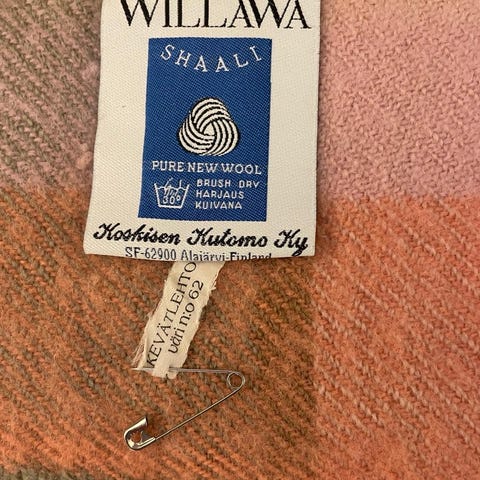 WILLAWA
SHAALI
PURE NEW WOOL
30°
BRUSH DRY
HARJAUS
KUIVANA
Koskisen Kutomo Ky
SF-62900 Alajärvi-Finland
KEVÄTLEHTO
väri n:o 62